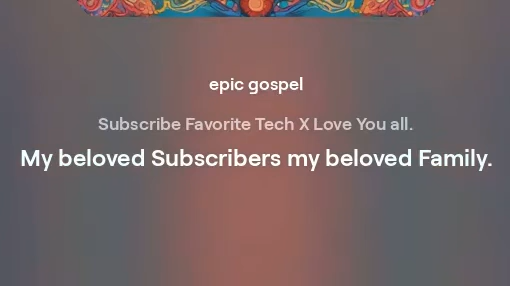 epic gospel
Subscribe Favorite Tech X Love You all.
My beloved Subscribers my beloved Family.